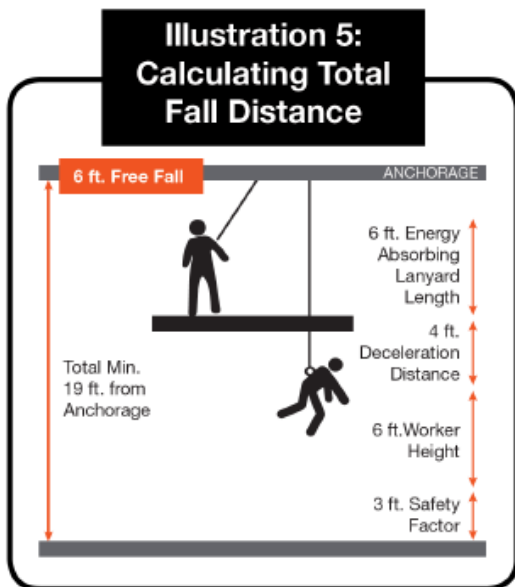 Illustration 5:
Calculating Total
Fall Distance
6 ft. Free Fall
ANCHORAGE
6 ft. Energy
Absorbing
Lanyard
Length
4 ft.
Deceleration
Distance
Total Min.
19 ft. from
Anchorage
6 ft.Worker
Height
3 ft. Safety
Factor